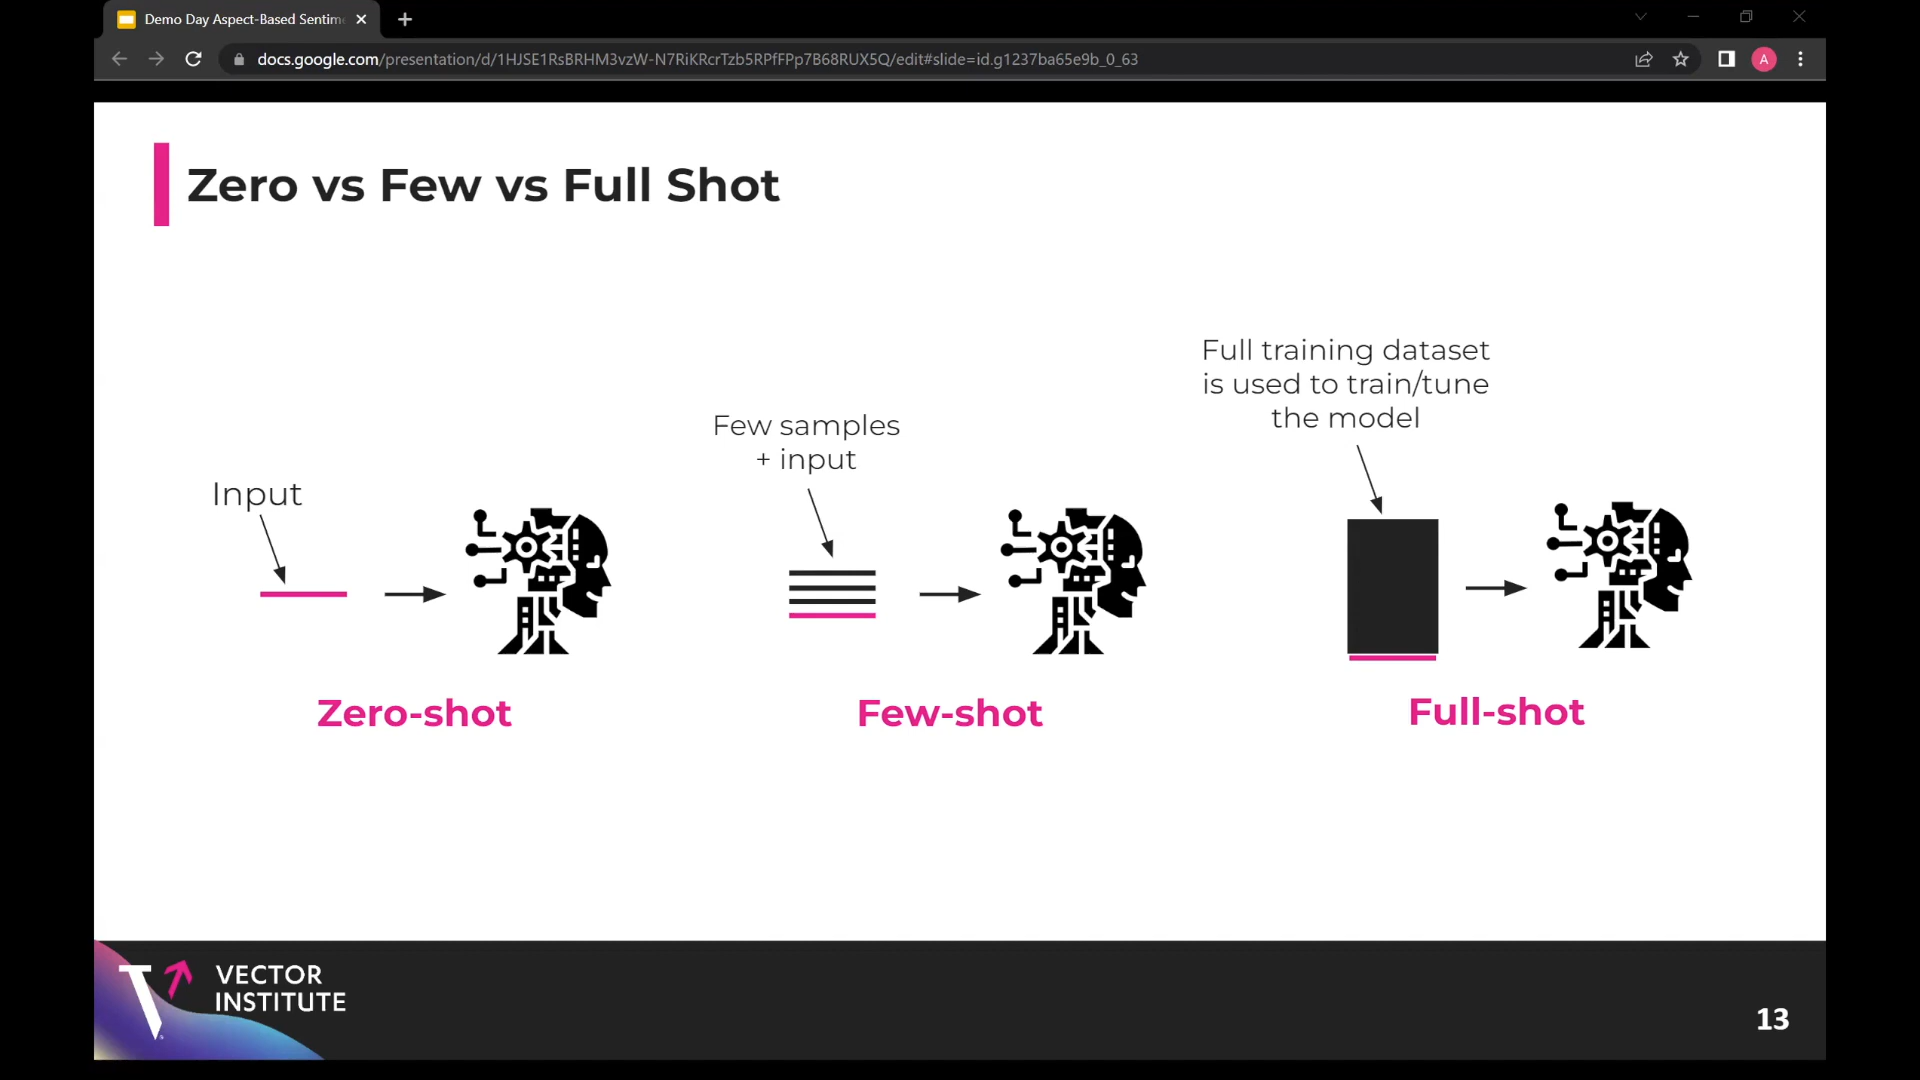 Demo Day Aspect-Based Sentime
docs.google.com/presentation/d/1HJSE1RsBRHM3vzW-N7RiKRcrTzb5RPfFPp7B68RUX5Q/edit#slide=id.g1237ba65e9b_0_63
A
Zero vs Few vs Full Shot
Input
Zero-shot
Few samples
+ input
Few-shot
Full training dataset
is used to train/tune
the model
Full-shot
VECTOR
INSTITUTE
13